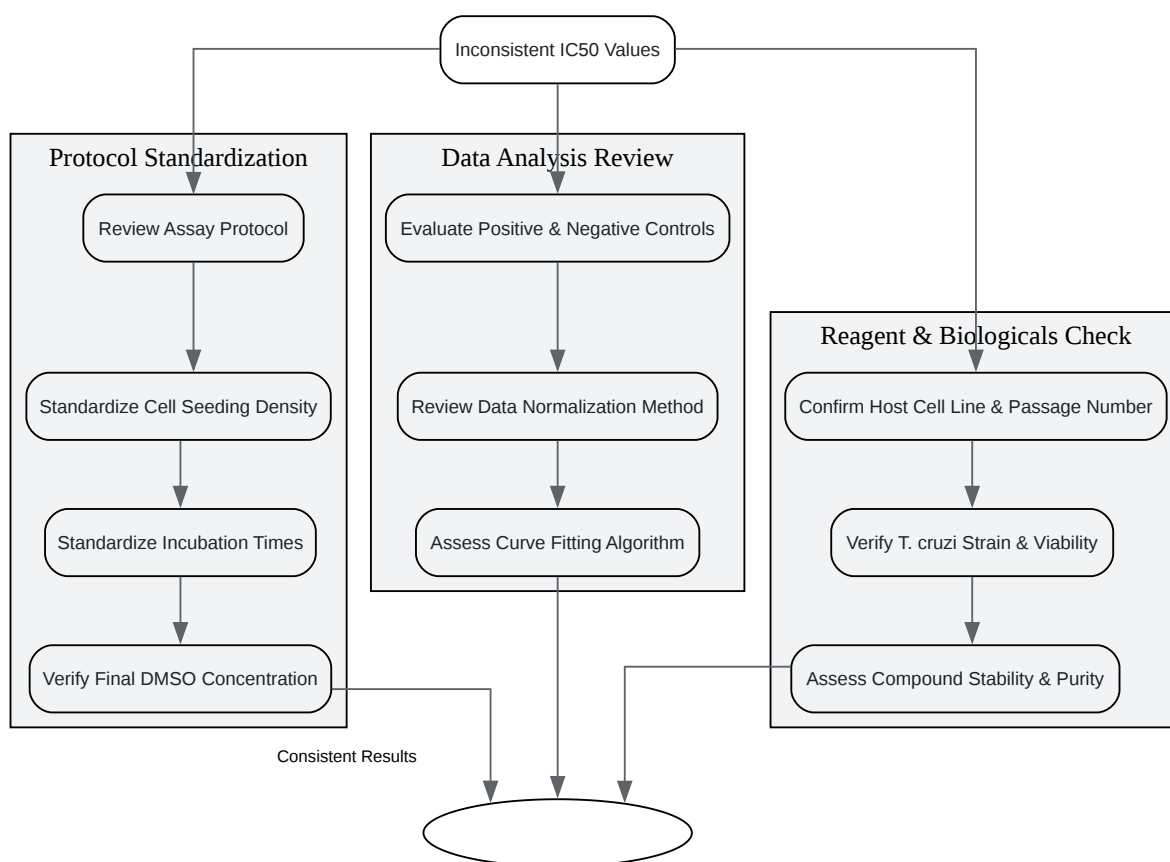 Inconsistent IC50 Values
Protocol Standardization
Review Assay Protocol
Standardize Cell Seeding Density
Standardize Incubation Times
Verify Final DMSO Concentration
Data Analysis Review
Evaluate Positive & Negative Controls
Review Data Normalization Method
Assess Curve Fitting Algorithm
Reagent & Biologicals Check
Confirm Host Cell Line & Passage Number
Verify T. cruzi Strain & Viability
Assess Compound Stability & Purity
Consistent Results